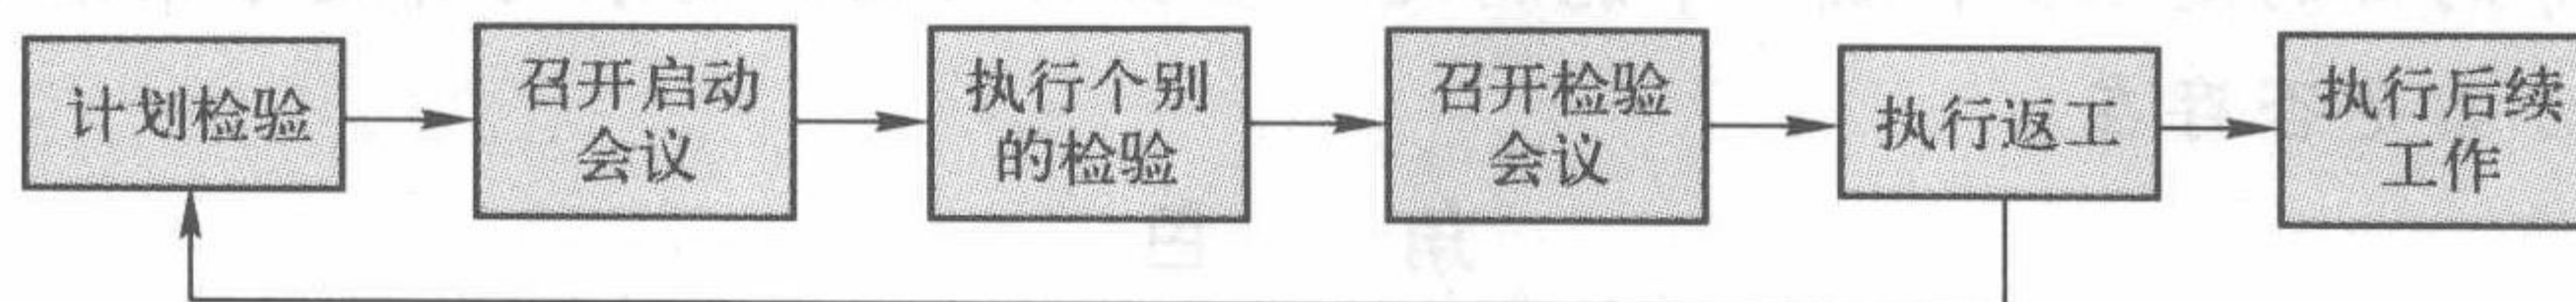 计划检验
召开启动
会议
执行个别
的检验
召开检验
会议
执行返工
执行后续
工作